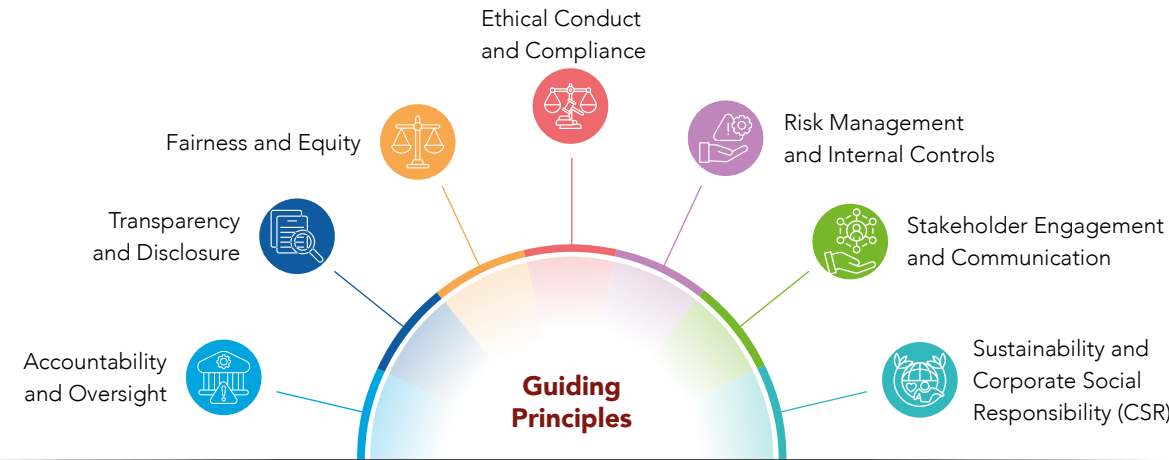 Ethical Conduct
and Compliance
Fairness and Equity
Risk Management
and Internal Controls
Transparency
and Disclosure
Stakeholder Engagement
and Communication
Accountability
and Oversight
Sustainability and
Corporate Social
Responsibility (CSR)
Guiding
Principles